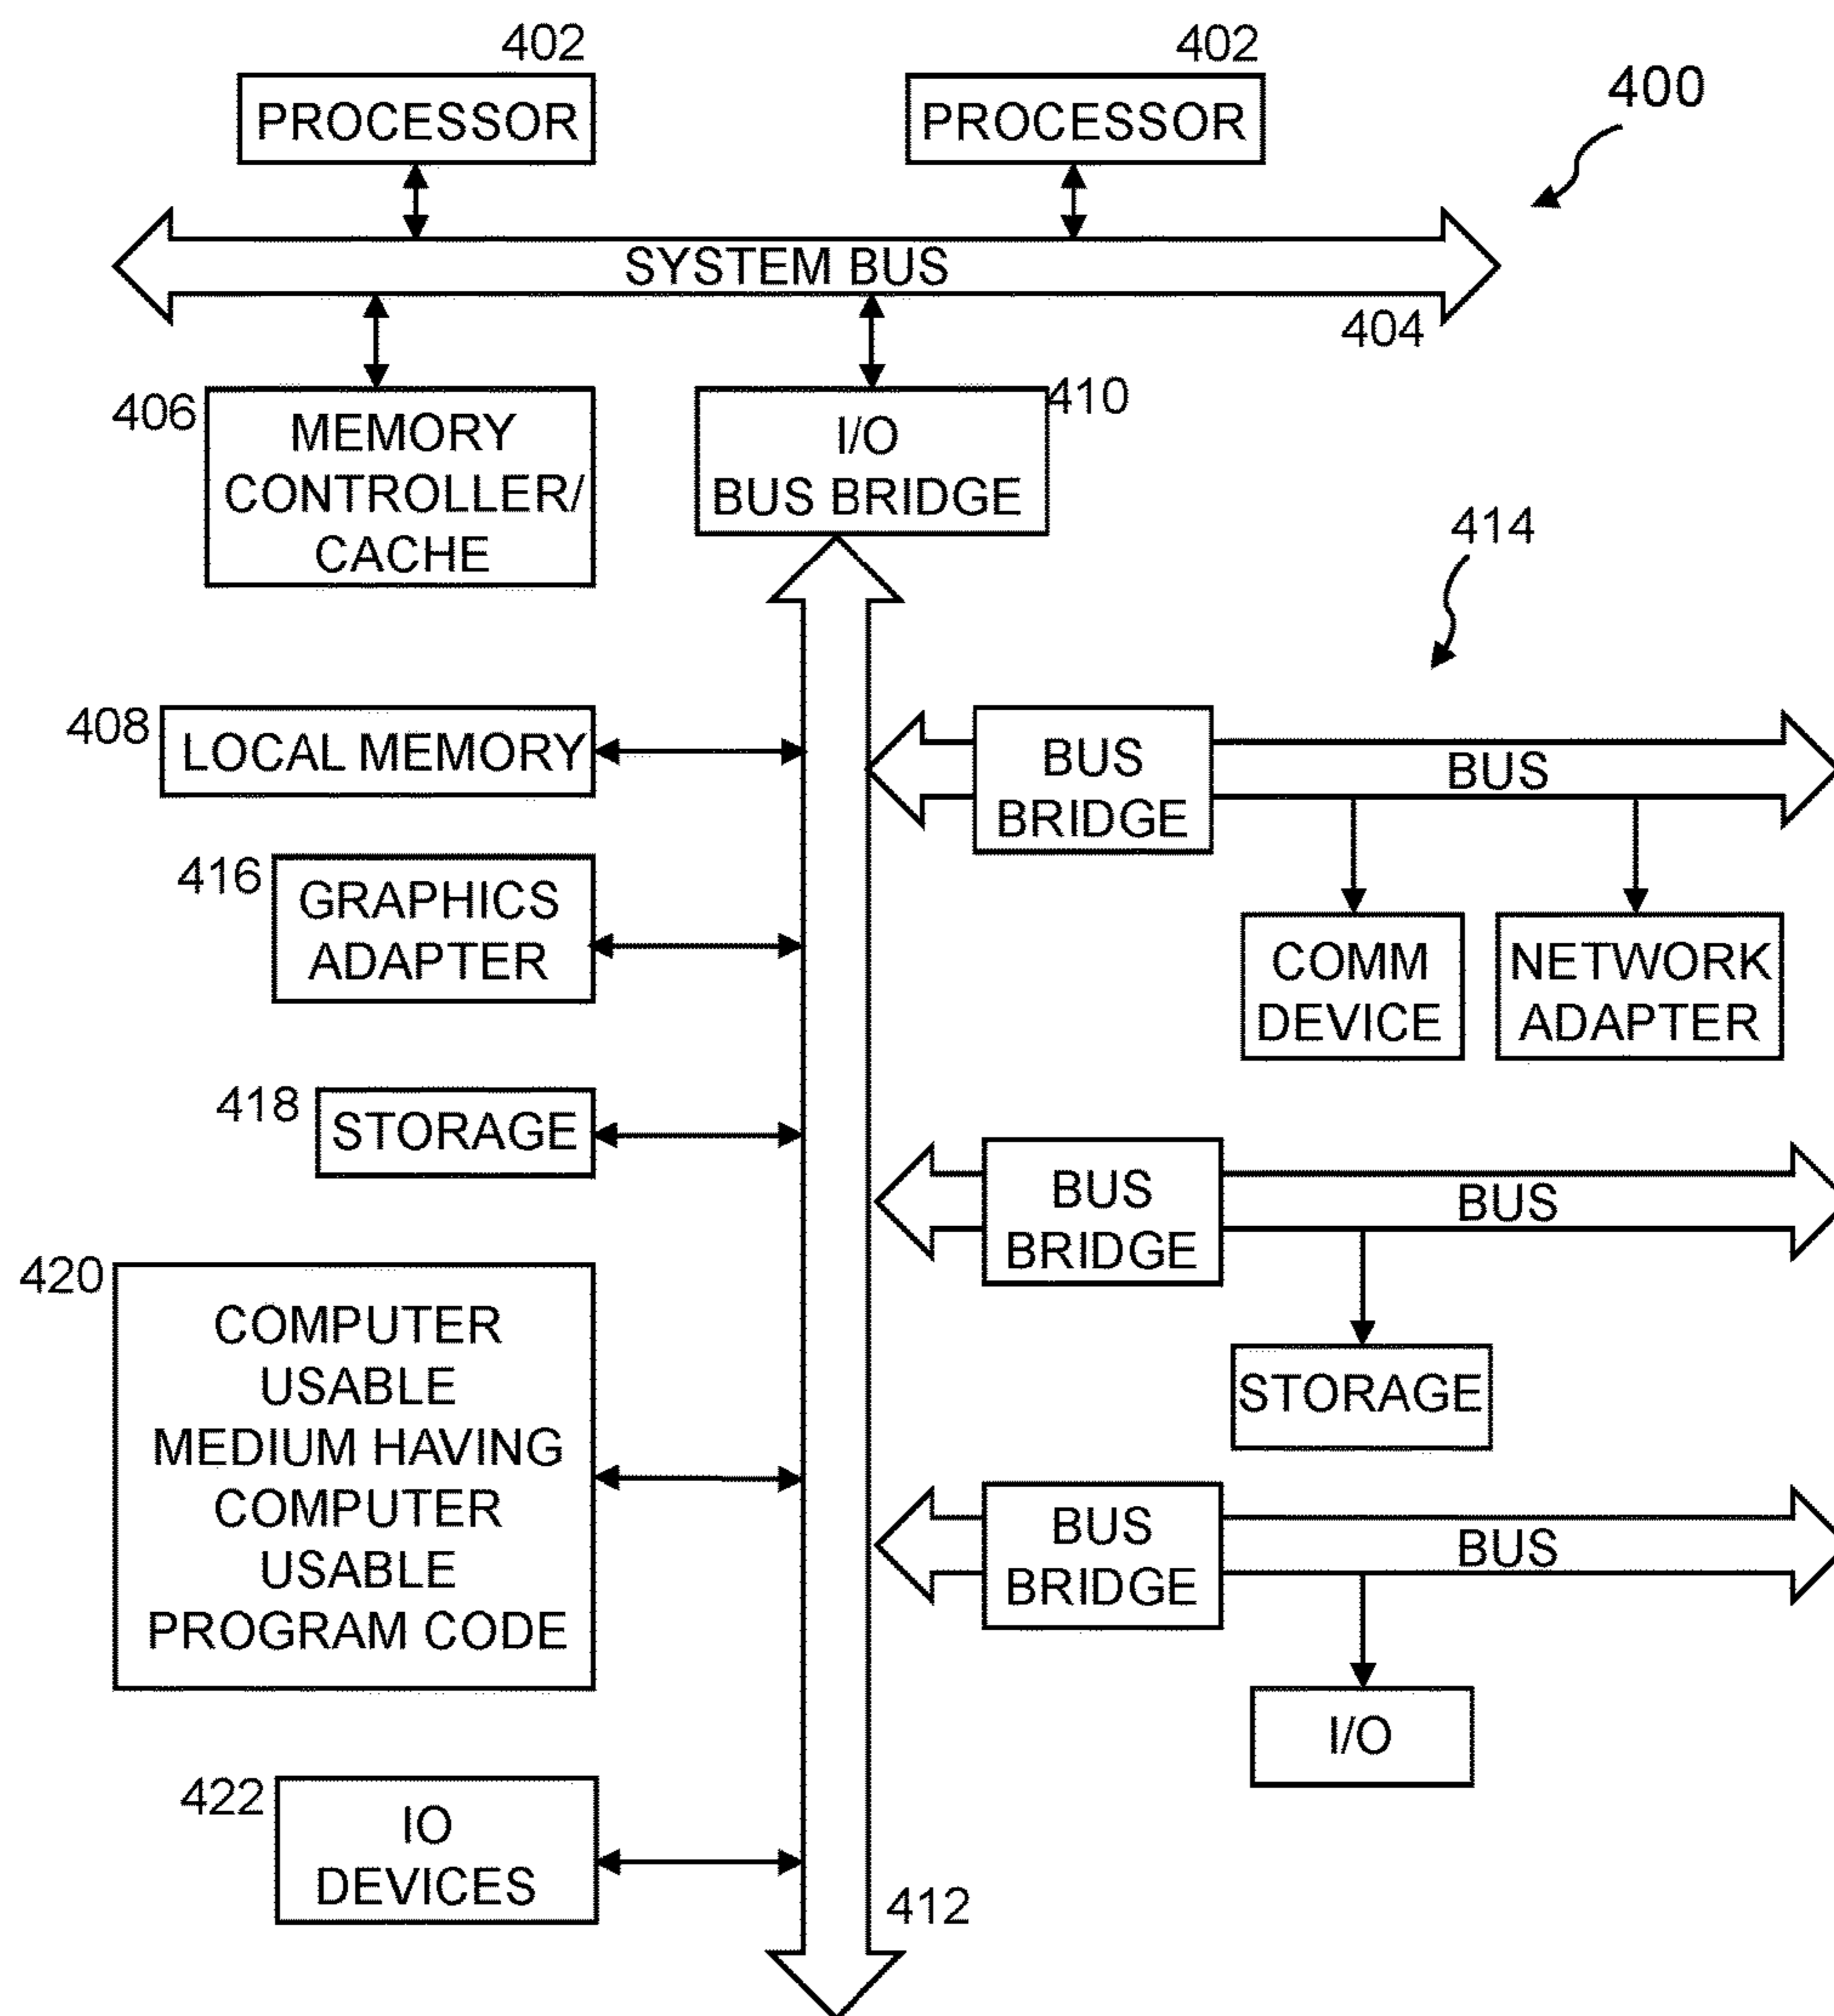 402
402
PROCESSOR
PROCESSOR
400
SYSTEM BUS
404
406
MEMORY
CONTROLLER/
CACHE
410
I/O
BUS BRIDGE
414
408
LOCAL MEMORY
BUS
BRIDGE
BUS
416
GRAPHICS
ADAPTER
COMM
DEVICE
NETWORK
ADAPTER
418
STORAGE
BUS
BRIDGE
BUS
STORAGE
420
COMPUTER
USABLE
MEDIUM HAVING
COMPUTER
USABLE
PROGRAM CODE
BUS
BRIDGE
BUS
I/O
422
IO
DEVICES
412